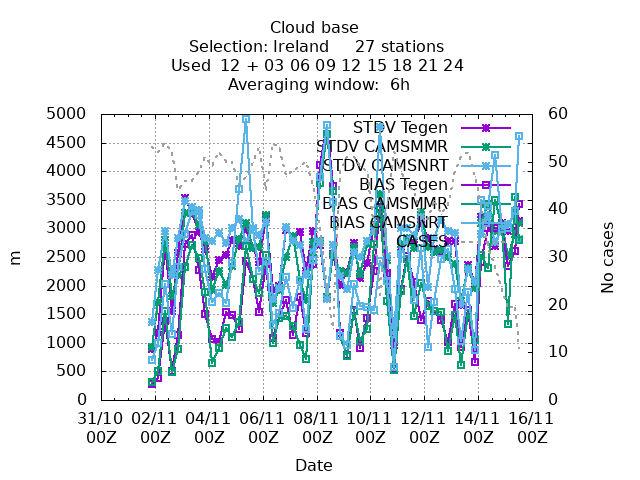 Cloud base
Selection: Ireland 27 stations
Used 12 + 03 06 09 12 15 18 21 24
Averaging window: 6h
5000
4500
4000
3500
3000
2500
2000
1500
1000
500
0
m
60
50
40
30
20
10
0
No cases
STDV Tegen
STDV CAMSMMR
STDV CAMSNRT
BIAS Tegen
BIAS CAMSMMR
BIAS CAMSNRT
CASES
31/10 02/11 04/11 06/11 08/11 10/11 12/11 14/11 16/11
00Z 00Z 00Z 00Z 00Z 00Z 00Z 00Z 00Z
Date